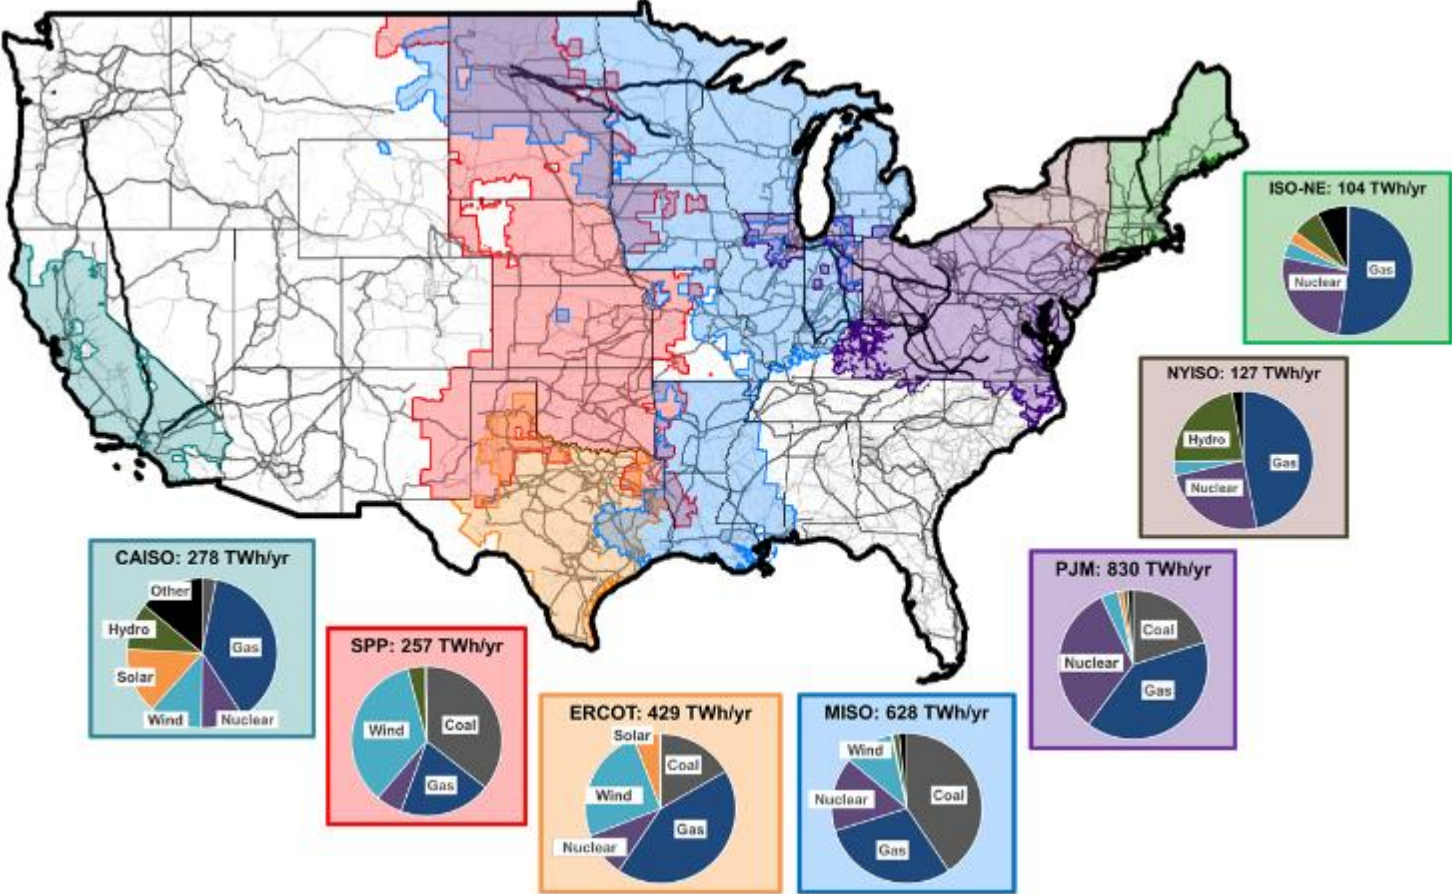 ISO-NE: 104 TWh/yr
Gas
Nuclear
NYISO: 127 TWh/yr
Hydro
Gas
Nuclear
CAISO: 278 TWh/yr
Other
Hydro
Gas
Solar
Wind
Nuclear
SPP: 257 TWh/yr
Wind
Coal
Gas
ERCOT: 429 TWh/yr
Solar
Coal
Wind
Gas
Nuclear
MISO: 628 TWh/yr
Wind
Nuclear
Coal
Gas
PJM: 830 TWh/yr
Coal
Nuclear
Gas